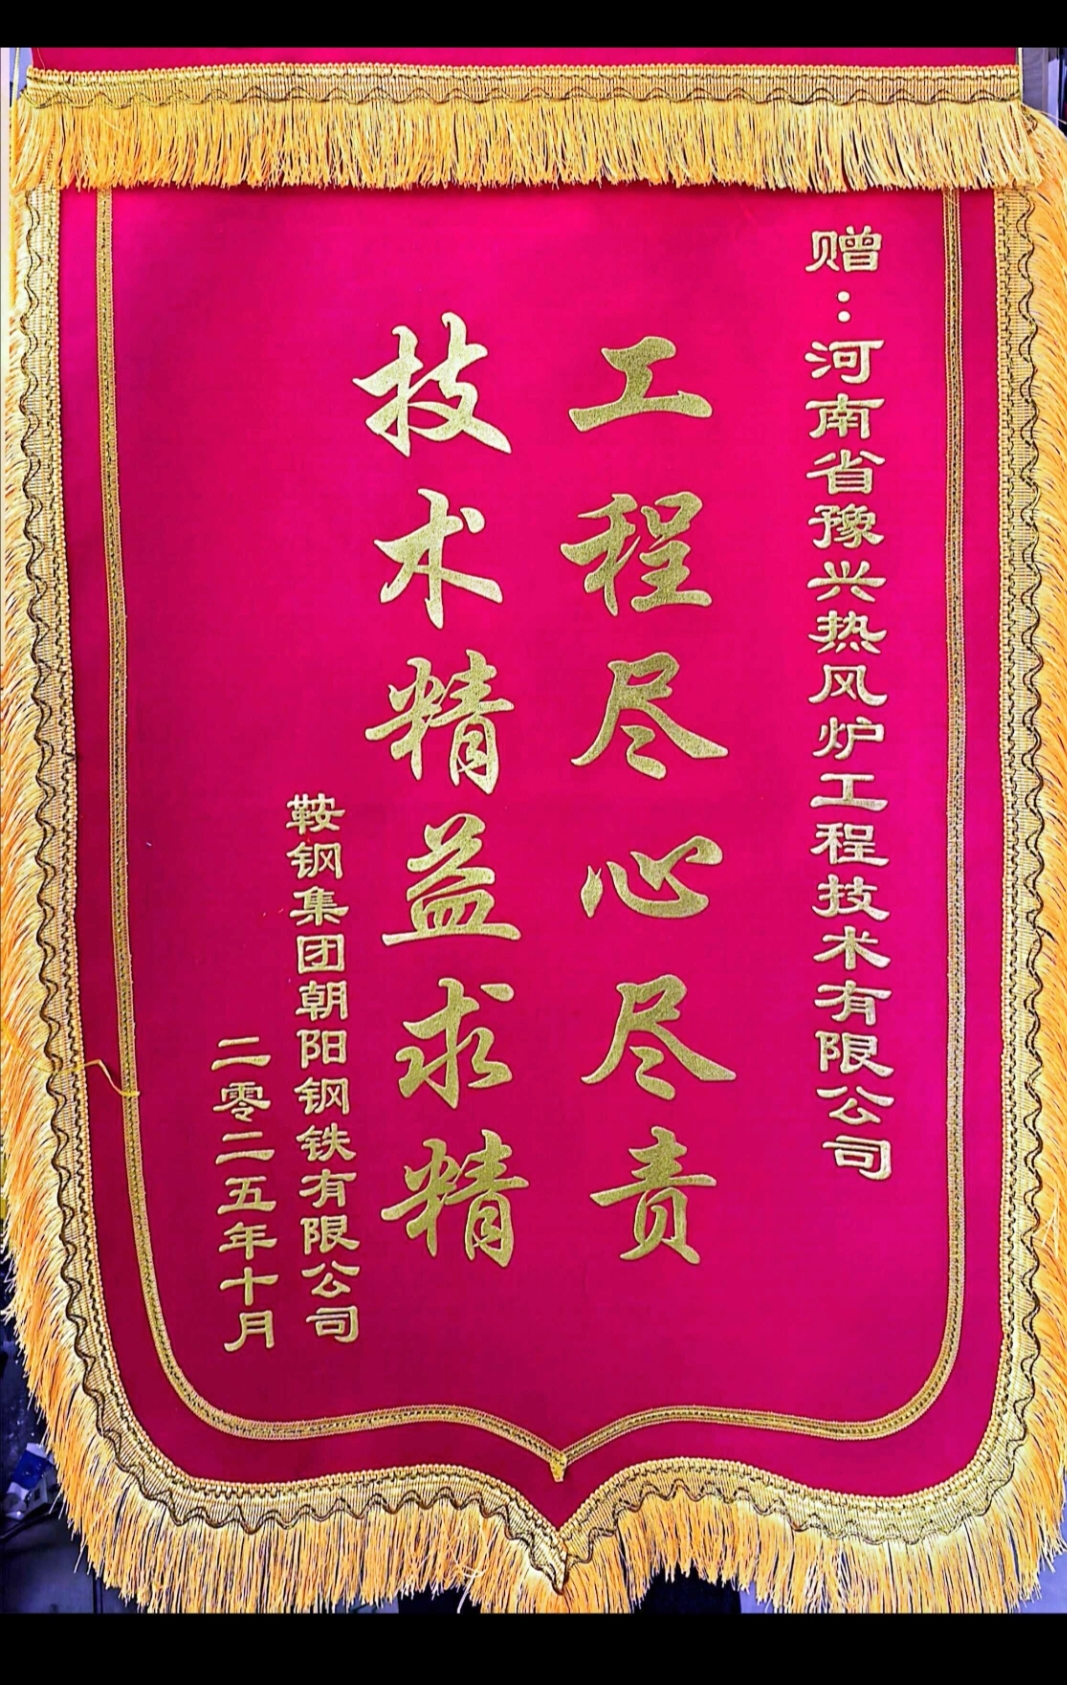 赠：河南省豫兴热风炉工程技术有限公司
工程尽心尽责
技术精益求精
鞍钢集团朝阳钢铁有限公司
二零二五年十月